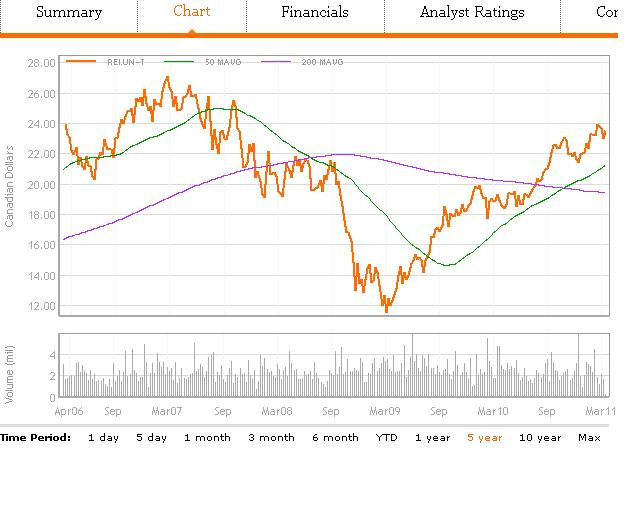 Summary Chart Financials Analyst Ratings Co
28.00 REI.UN-T 50 MAVG 200 MAVG
26.00
24.00
22.00
20.00
18.00
16.00
14.00
12.00
Canadian Dollars
4
2
0
Volume (mil)
Apr06 Sep Mar07 Sep Mar08 Sep Mar09 Sep Mar10 Sep Mar11
Time Period: 1 day 5 day 1 month 3 month 6 month YTD 1 year 5 year 10 year Max